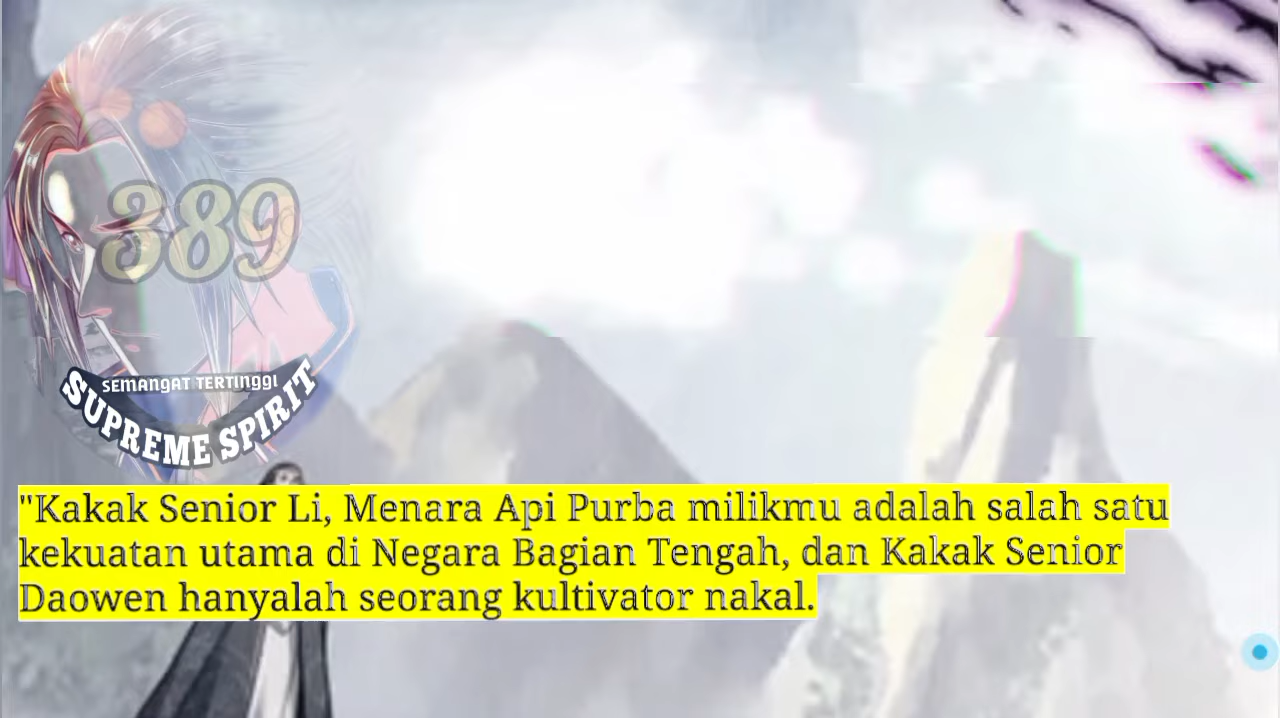 389
SEMANGAT TERTINGGI
SUPREME SPIRIT
"Kakak Senior Li, Menara Api Purba milikmu adalah salah satu
kekuatan utama di Negara Bagian Tengah, dan Kakak Senior
Daowen hanyalah seorang kultivator nakal.